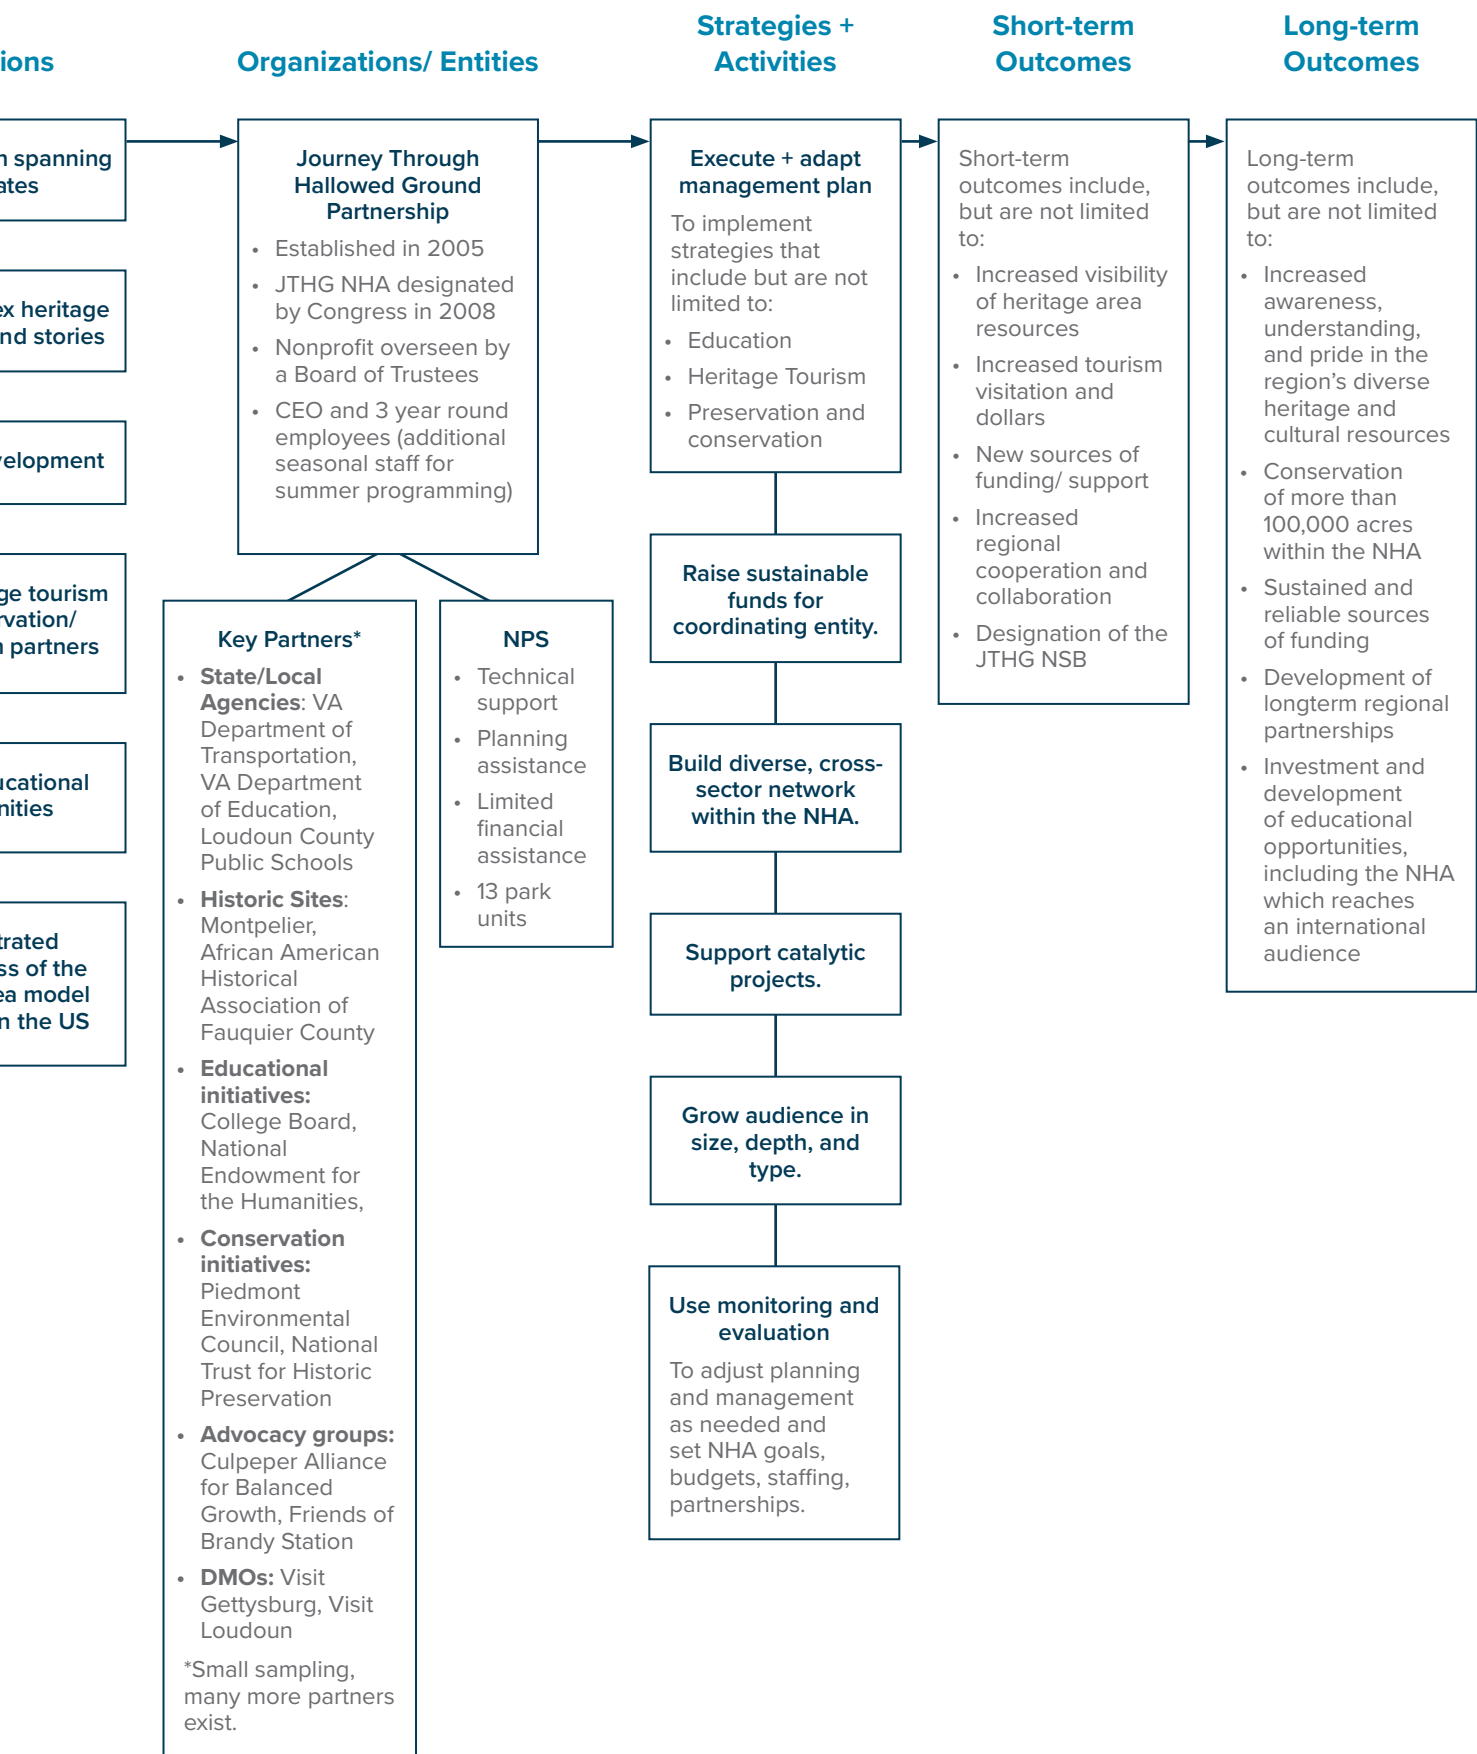 ions
n spanning
ates
ex heritage
nd stories
velopment
ge tourism
rvation/
n partners
ucational
nities
trated
ss of the
ea model
n the US
Organizations/ Entities
Journey Through
Hallowed Ground
Partnership
• Established in 2005
• JTHG NHA designated
by Congress in 2008
• Nonprofit overseen by
a Board of Trustees
• CEO and 3 year round
employees (additional
seasonal staff for
summer programming)
Key Partners*
• State/Local
Agencies: VA
Department of
Transportation,
VA Department
of Education,
Loudoun County
Public Schools
• Historic Sites:
Montpelier,
African American
Historical
Association of
Fauquier County
• Educational
initiatives:
College Board,
National
Endowment for
the Humanities,
• Conservation
initiatives:
Piedmont
Environmental
Council, National
Trust for Historic
Preservation
• Advocacy groups:
Culpeper Alliance
for Balanced
Growth, Friends of
Brandy Station
• DMOs: Visit
Gettysburg, Visit
Loudoun
*Small sampling,
many more partners
exist.
NPS
• Technical
support
• Planning
assistance
• Limited
financial
assistance
• 13 park
units
Strategies +
Activities
Execute + adapt
management plan
To implement
strategies that
include but are not
limited to:
• Education
• Heritage Tourism
• Preservation and
conservation
Raise sustainable
funds for
coordinating entity.
Build diverse, cross-
sector network
within the NHA.
Support catalytic
projects.
Grow audience in
size, depth, and
type.
Use monitoring and
evaluation
To adjust planning
and management
as needed and
set NHA goals,
budgets, staffing,
partnerships.
Short-term
Outcomes
Short-term
outcomes include,
but are not limited
to:
• Increased visibility
of heritage area
resources
• Increased tourism
visitation and
dollars
• New sources of
funding/ support
• Increased
regional
cooperation and
collaboration
• Designation of the
JTHG NSB
Long-term
Outcomes
Long-term
outcomes include,
but are not limited
to:
• Increased
awareness,
understanding,
and pride in the
region’s diverse
heritage and
cultural resources
• Conservation
of more than
100,000 acres
within the NHA
• Sustained and
reliable sources
of funding
• Development of
longterm regional
partnerships
• Investment and
development
of educational
opportunities,
including the NHA
which reaches
an international
audience